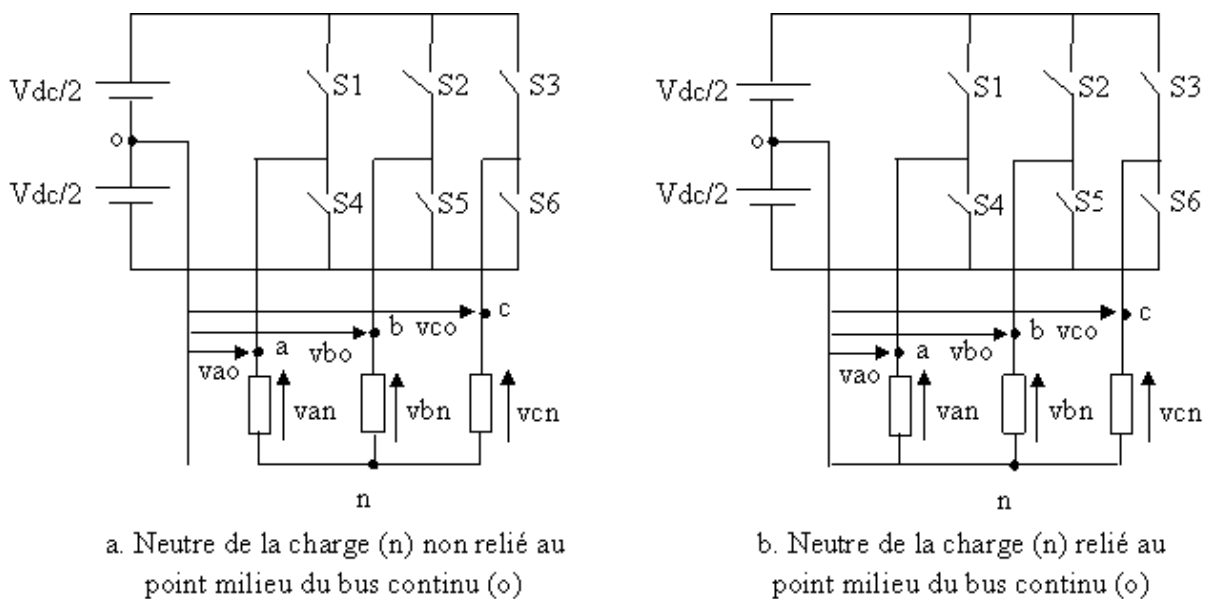 Vdc/2
o
Vdc/2
S1
S2
S3
S4
S5
S6
c
b
vco
a
vbo
vao
van
vbn
vcn
n
a. Neutre de la charge (n) non relié au
point milieu du bus continu (o)
Vdc/2
o
Vdc/2
S1
S2
S3
S4
S5
S6
c
b
vco
a
vbo
vao
van
vbn
vcn
n
b. Neutre de la charge (n) relié au
point milieu du bus continu (o)